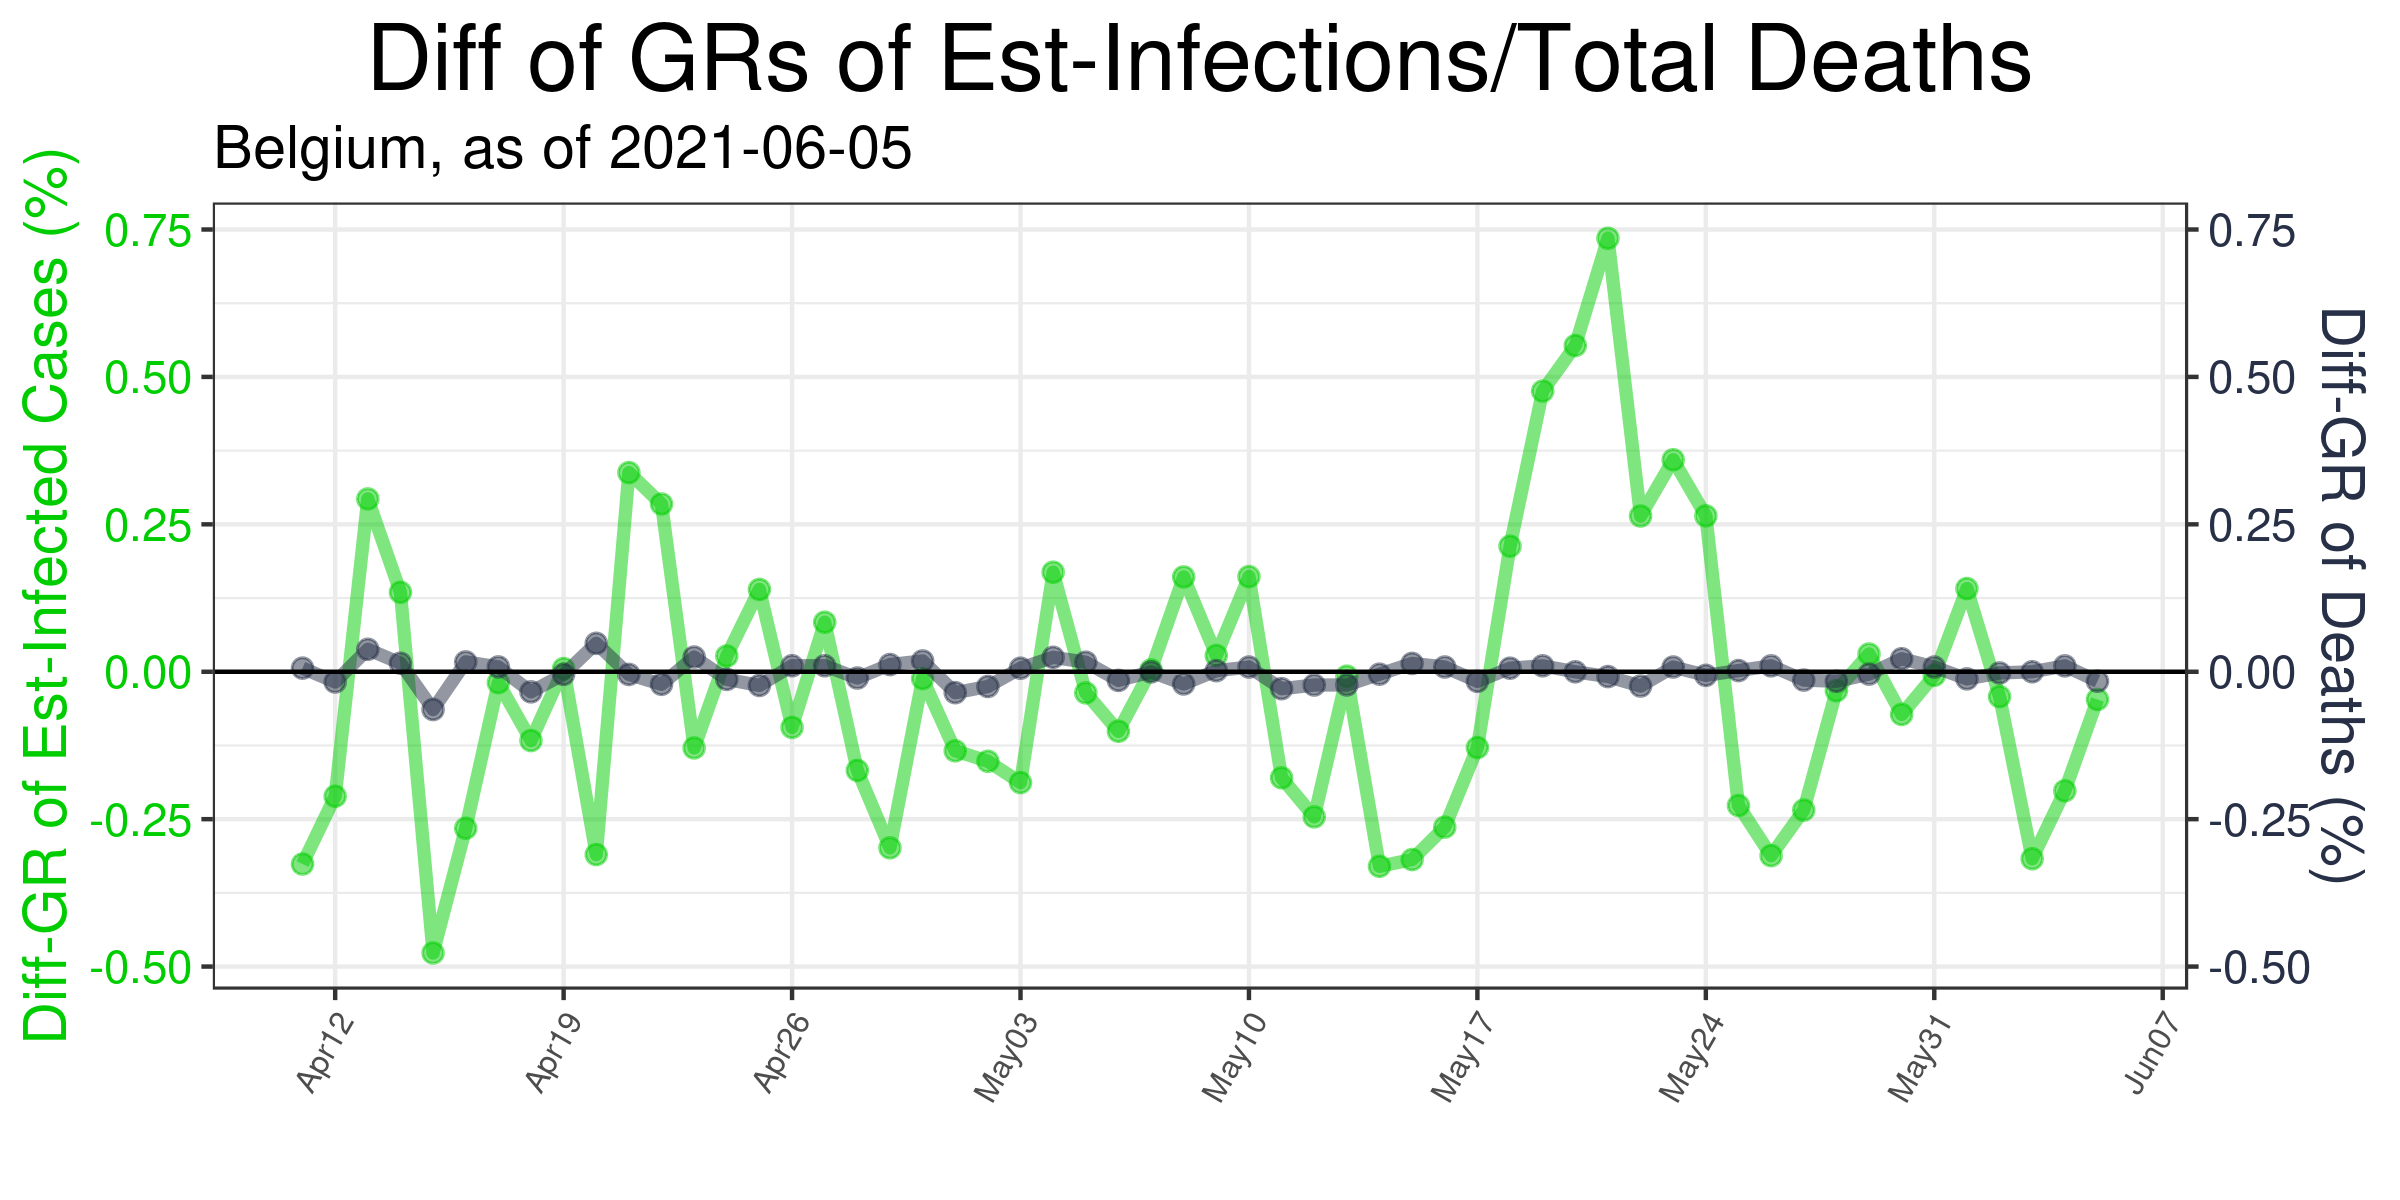 Diff of GRs of Est-Infections/Total Deaths
Belgium, as of 2021-06-05
Diff-GR of Est-Infected Cases (%)
0.75
0.50
0.25
0.00
-0.25
-0.50
0.75
0.50
0.25
0.00
-0.25
-0.50
Diff-GR of Deaths (%)
Apr12
Apr19
Apr26
May03
May10
May17
May24
May31
Jun07